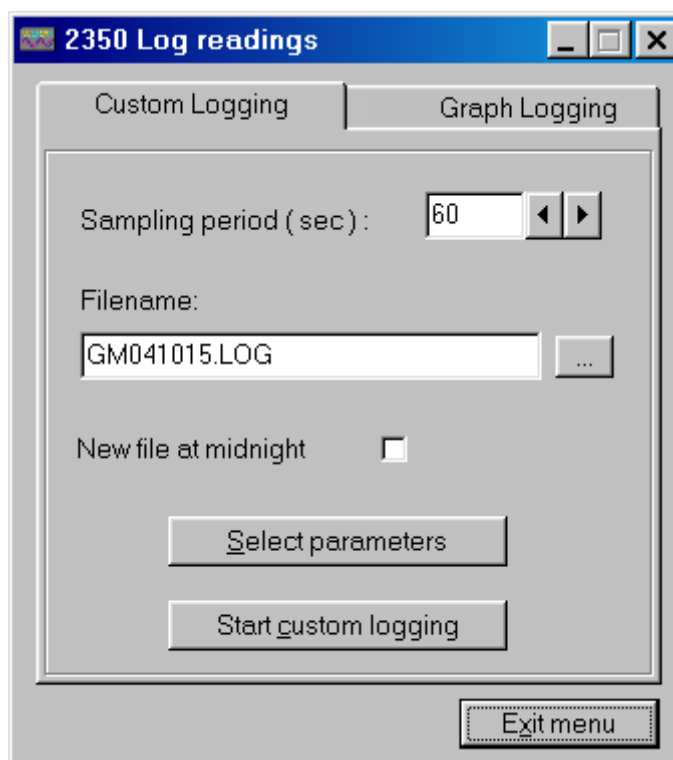 2350 Log readings
Custom Logging
Graph Logging
Sampling period ( sec ) :
60
Filename:
GM041015.LOG
...
New file at midnight
Select parameters
Start custom logging
Exit menu